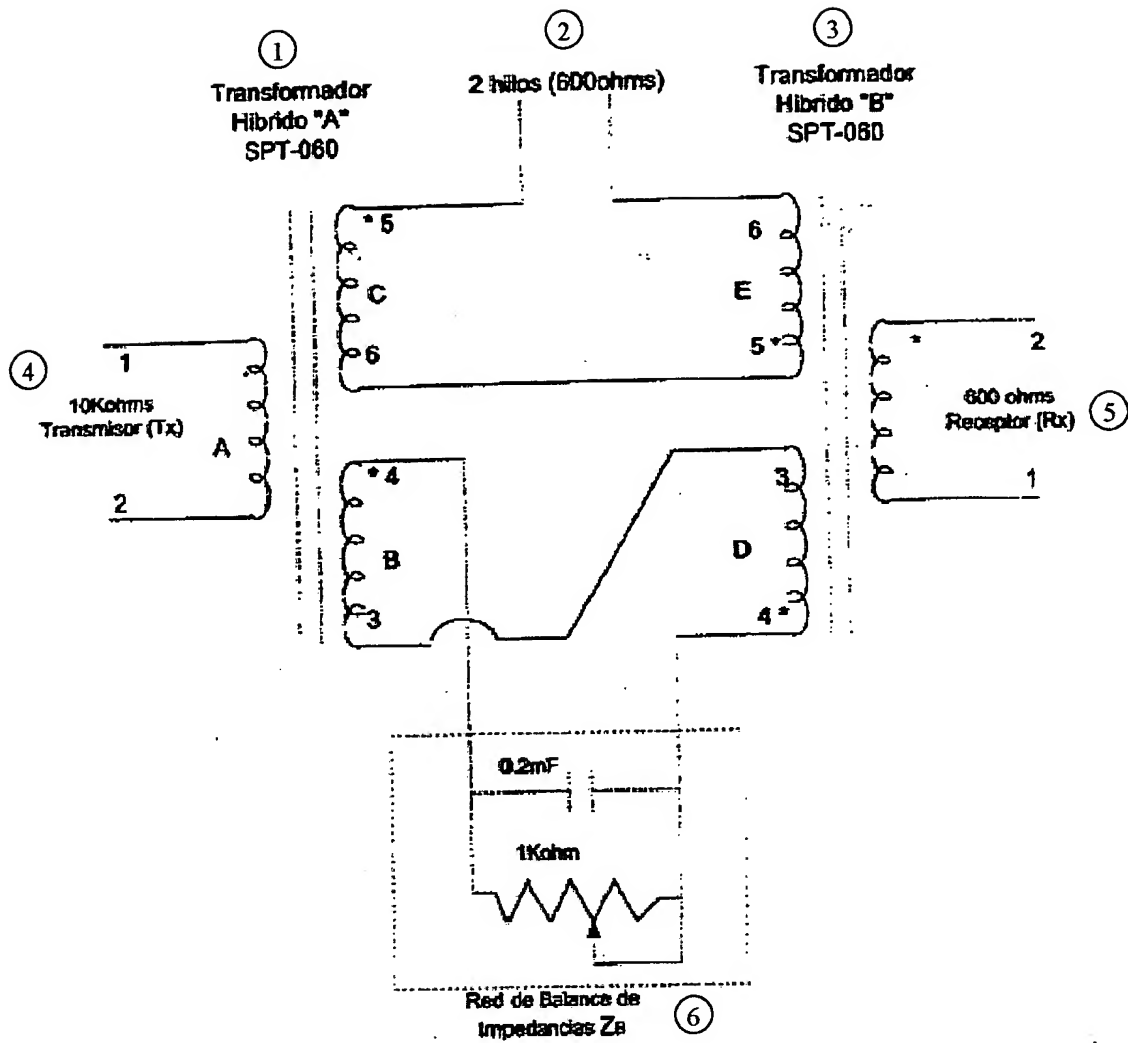 1
Transformador
Hibrido "A"
SPT-060
2
2 hilos (600ohms)
3
Transformador
Hibrido "B"
SPT-060
* 5
C
6
6
E
5 *
4
1
10Kohms
Transmisor (Tx)
A
2
* 2
600 ohms
Receptor (Rx)
5
1
* 4
B
3
3
D
4 *
0.2mF
1Kohm
Red de Balance de
Impedancias ZB
6